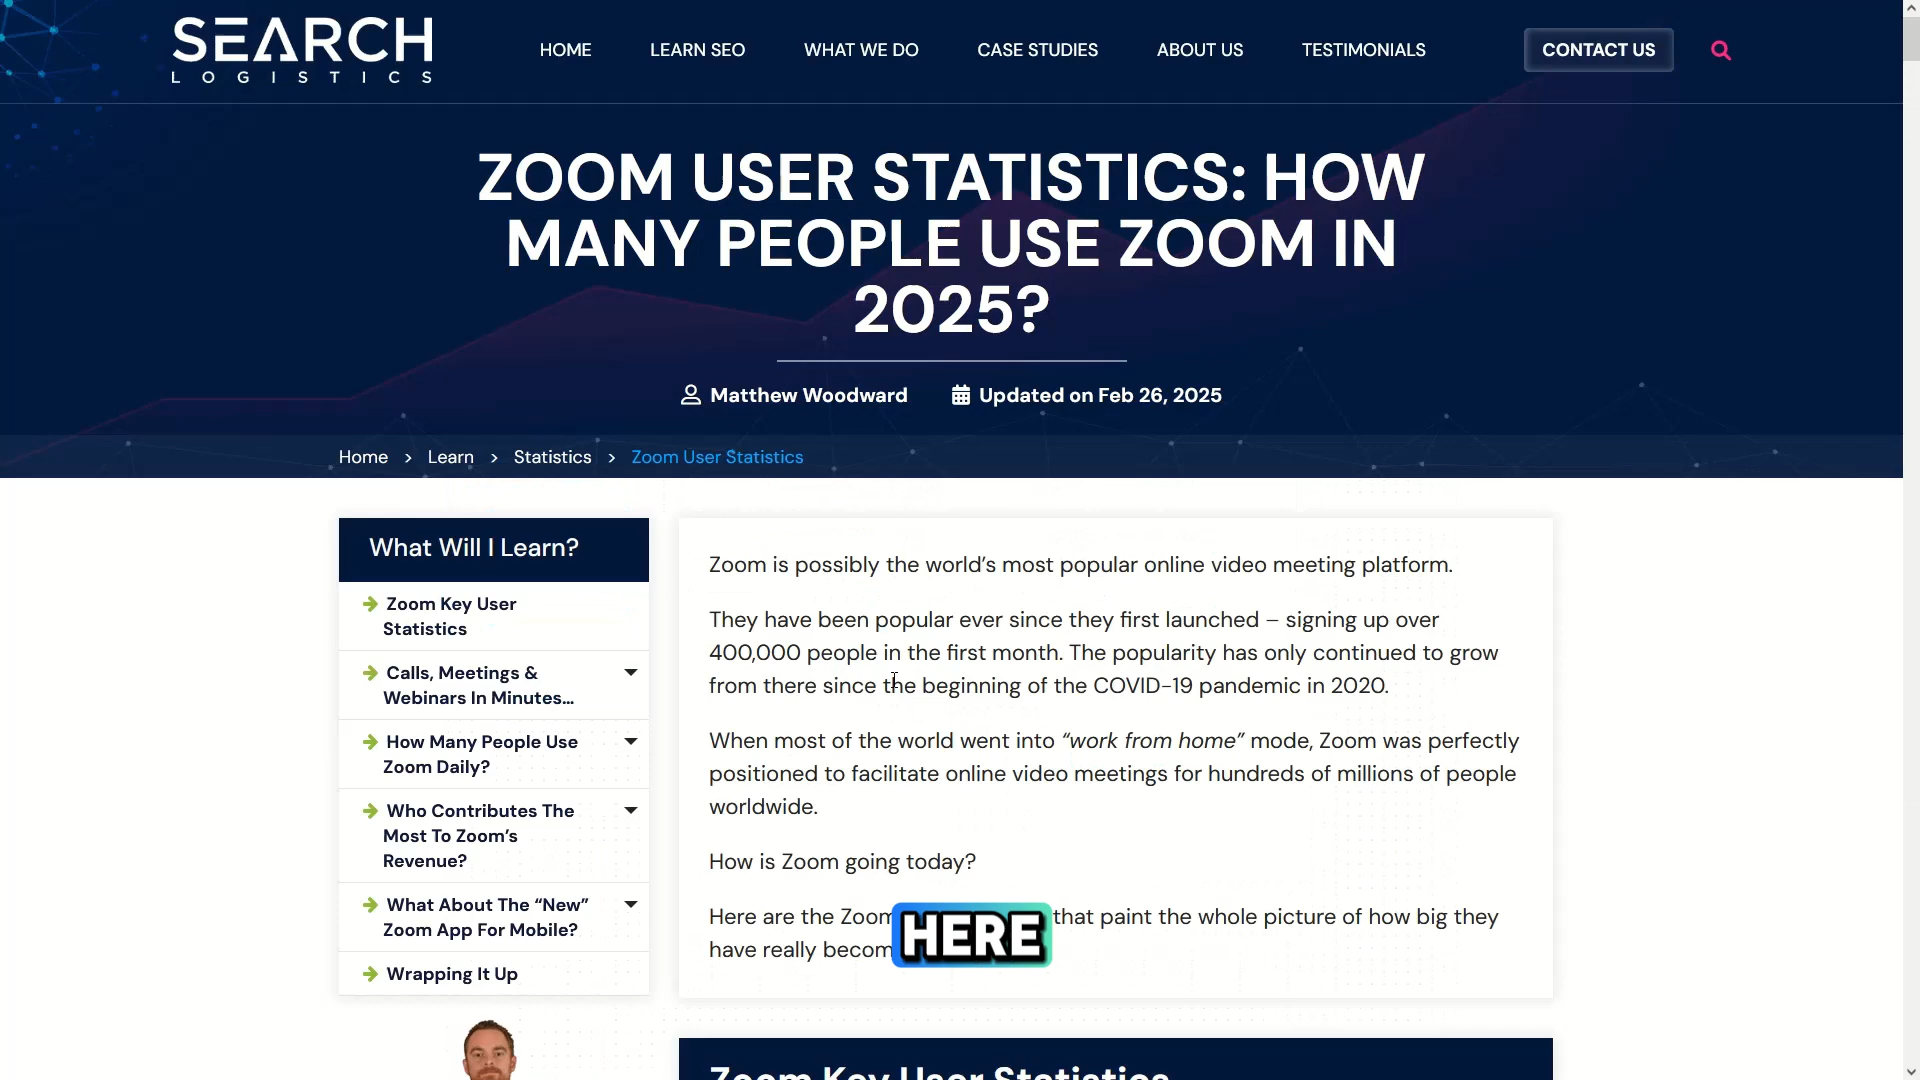 SEARCH
LOGISTICS
HOME
LEARN SEO
WHAT WE DO
CASE STUDIES
ABOUT US
TESTIMONIALS
CONTACT US
ZOOM USER STATISTICS: HOW
MANY PEOPLE USE ZOOM IN
2025?
Matthew Woodward
Updated on Feb 26, 2025
Home > Learn > Statistics > Zoom User Statistics
What Will I Learn?
Zoom Key User
Statistics
Calls, Meetings &
Webinars In Minutes...
How Many People Use
Zoom Daily?
Who Contributes The
Most To Zoom’s
Revenue?
What About The “New”
Zoom App For Mobile?
Wrapping It Up
Zoom is possibly the world’s most popular online video meeting platform.
They have been popular ever since they first launched – signing up over
400,000 people in the first month. The popularity has only continued to grow
from there since the beginning of the COVID-19 pandemic in 2020.
When most of the world went into “work from home” mode, Zoom was perfectly
positioned to facilitate online video meetings for hundreds of millions of people
worldwide.
How is Zoom going today?
Here are the Zoom that paint the whole picture of how big they
have really
HERE
Zoom Key User Statistics